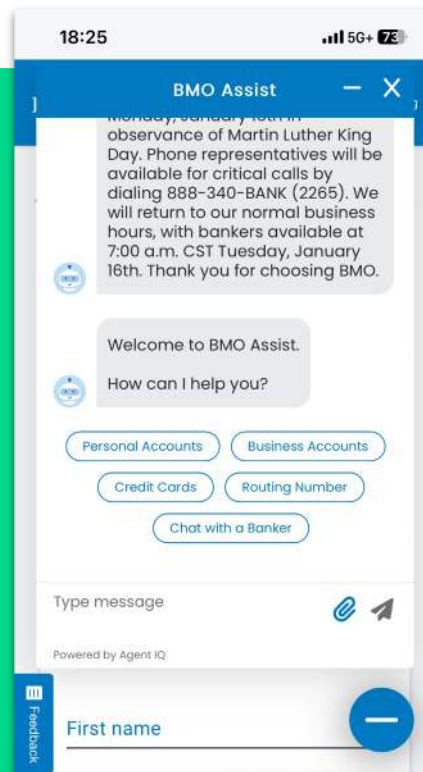 18:25
5G+ 73
BMO Assist
observance of Martin Luther King
Day. Phone representatives will be
available for critical calls by
dialing 888-340-BANK (2265). We
will return to our normal business
hours, with bankers available at
7:00 a.m. CST Tuesday, January
16th. Thank you for choosing BMO.
Welcome to BMO Assist.
How can I help you?
Personal Accounts
Business Accounts
Credit Cards
Routing Number
Chat with a Banker
Type message
Powered by Agent IQ
Feedback
First name